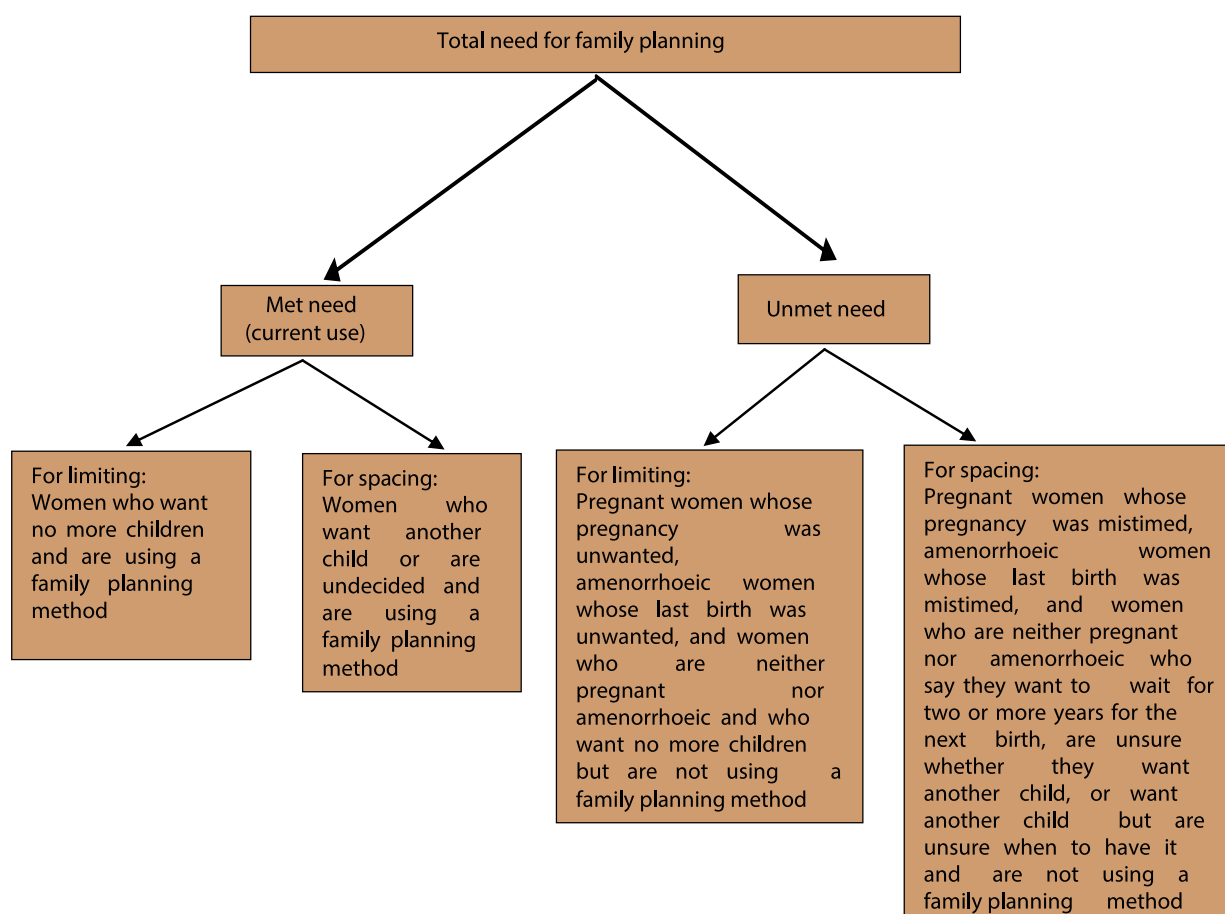 Total need for family planning
Met need
(current use)
Unmet need
For limiting:
Women who want
no more children
and are using a
family planning
method
For spacing:
Women who
want another
child or are
undecided and
are using a
family planning
method
For limiting:
Pregnant women whose
pregnancy was
unwanted,
amenorrhoeic women
whose last birth was
unwanted, and women
who are neither
pregnant nor
amenorrhoeic and who
want no more children
but are not using a
family planning method
For spacing:
Pregnant women whose
pregnancy was mistimed,
amenorrhoeic women
whose last birth was
mistimed, and women
who are neither pregnant
nor amenorrhoeic who
say they want to wait for
two or more years for the
next birth, are unsure
whether they want
another child, or want
another child but are
unsure when to have it
and are not using a
family planning method